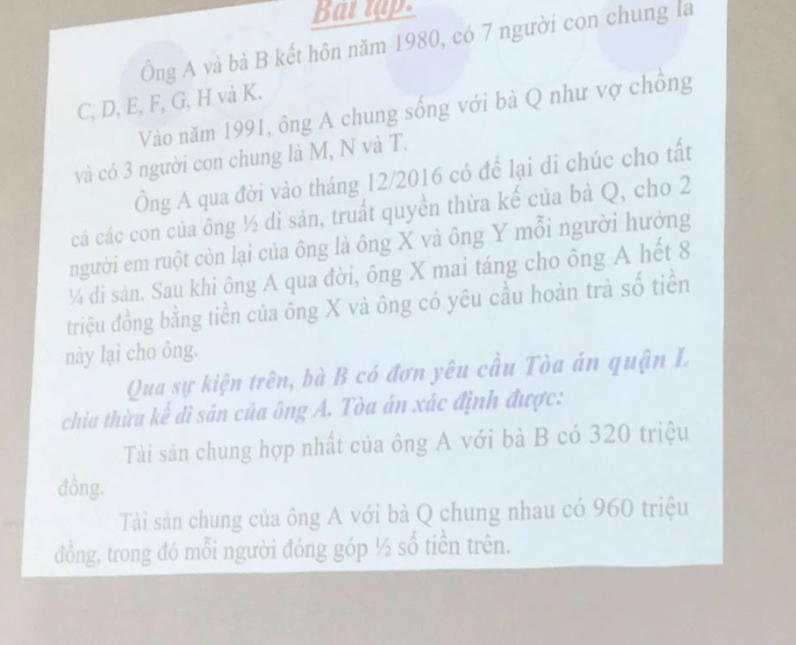 Bài tập:
Ông A và bà B kết hôn năm 1980, có 7 người con chung là
C, D, E, F, G, H và K.
Vào năm 1991, ông A chung sống với bà Q như vợ chồng
và có 3 người con chung là M, N và T.
Ông A qua đời vào tháng 12/2016 có để lại di chúc cho tất
cả các con của ông ½ di sản, truất quyền thừa kế của bà Q, cho 2
người em ruột còn lại của ông là ông X và ông Y mỗi người hưởng
¼ di sản. Sau khi ông A qua đời, ông X mai táng cho ông A hết 8
triệu đồng bằng tiền của ông X và ông có yêu cầu hoàn trả số tiền
này lại cho ông.
Qua sự kiện trên, bà B có đơn yêu cầu Tòa án quận L
chia thừa kế di sản của ông A. Tòa án xác định được:
Tài sản chung hợp nhất của ông A với bà B có 320 triệu
đồng.
Tài sản chung của ông A với bà Q chung nhau có 960 triệu
đồng, trong đó mỗi người đóng góp ½ số tiền trên.